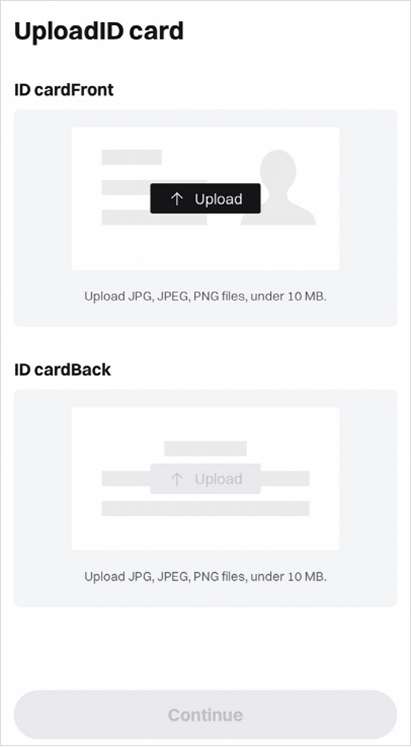 UploadID card
ID cardFront
Upload
Upload JPG, JPEG, PNG files, under 10 MB.
ID cardBack
Upload
Upload JPG, JPEG, PNG files, under 10 MB.
Continue